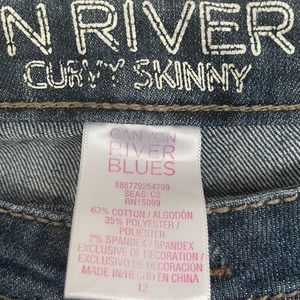 N RIVER
CURVY SKINNY
CANYON
RIVER
BLUES
885779254799
SEAS: C2
RN15099
63% COTTON / ALGODÓN
35% POLYESTER /
POLIÉSTER
2% SPANDEX / SPANDEX
EXCLUSIVE OF DECORATION /
EXCLUSIVO DE DECORACIÓN
MADE IN/HECHO EN CHINA
12